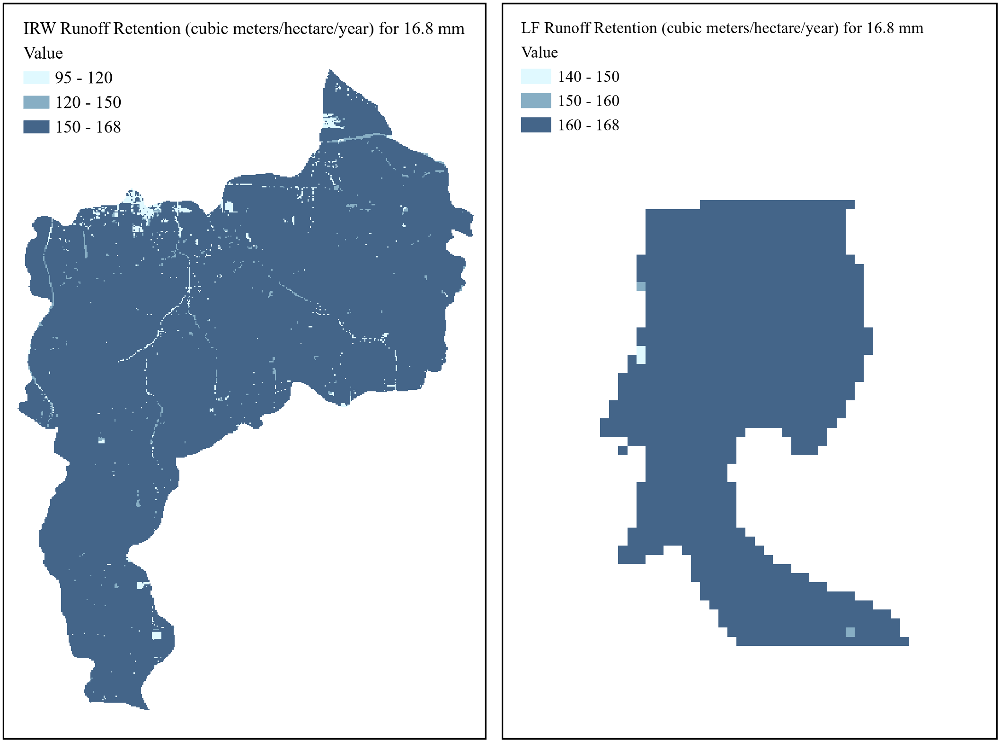 IRW Runoff Retention (cubic meters/hectare/year) for 16.8 mm
Value
95 - 120
120 - 150
150 - 168
LF Runoff Retention (cubic meters/hectare/year) for 16.8 mm
Value
140 - 150
150 - 160
160 - 168